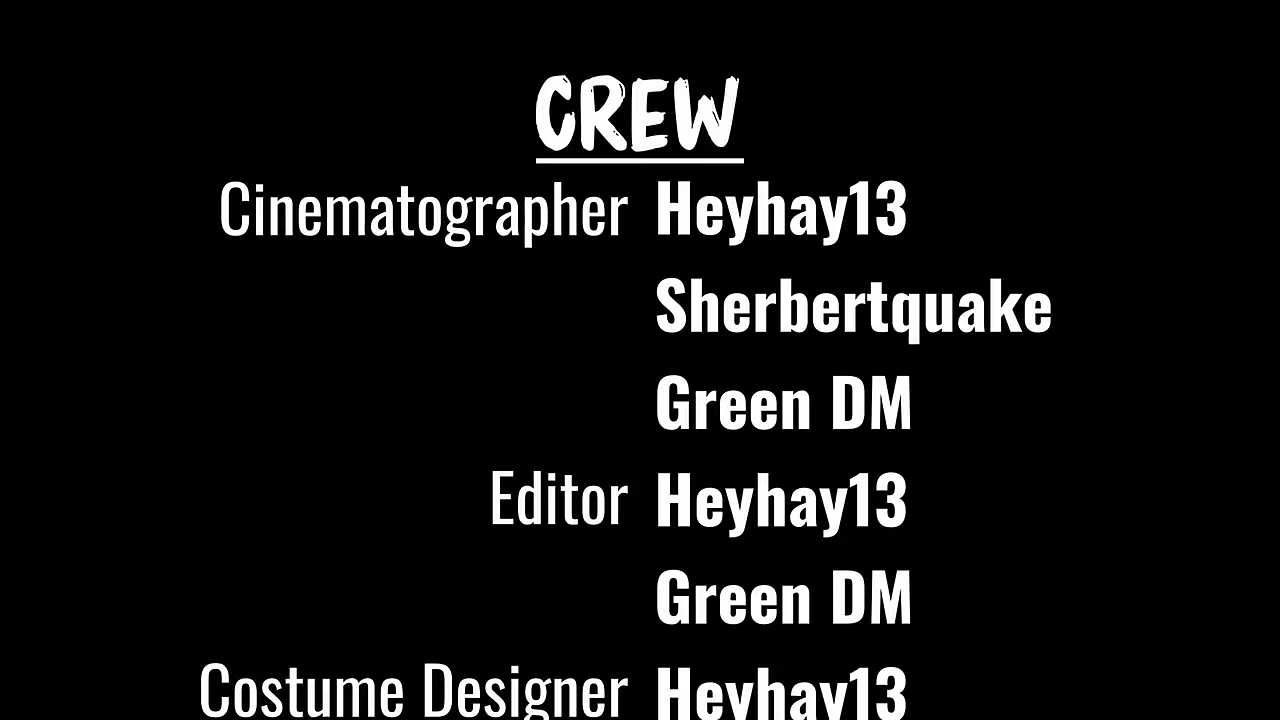 CREW
Cinematographer Heyhay13
Sherbertquake
Green DM
Editor Heyhay13
Green DM
Costume Designer Heyhay13